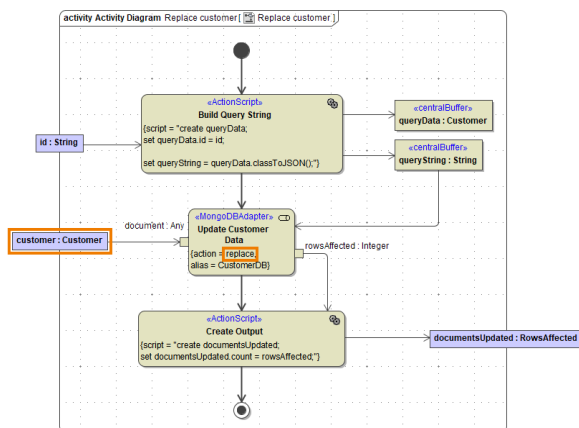 activity Activity Diagram Replace customer [ Replace customer ]
«ActionScript»
Build Query String
{script = "create queryData;
set queryData.id = id;
set queryString = queryData.classToJSON();"}
id : String
«centralBuffer»
queryData : Customer
«centralBuffer»
queryString : String
document : Any
customer : Customer
«MongoDBAdapter»
Update Customer
Data
{action = replace,
alias = CustomerDB}
rowsAffected : Integer
«ActionScript»
Create Output
{script = "create documentsUpdated;
set documentsUpdated.count = rowsAffected;"}
documentsUpdated : RowsAffected